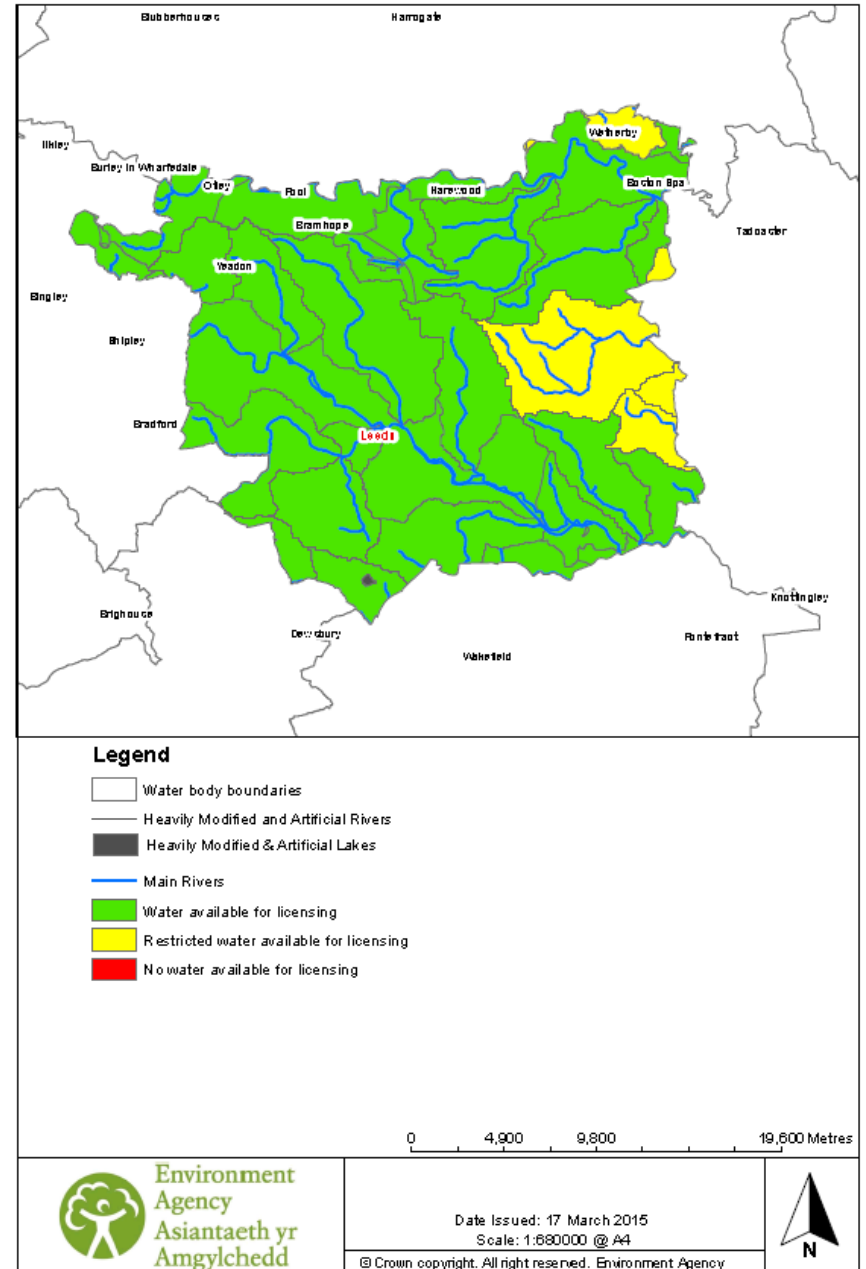 Blubberhouses
Harrogate
Wetherby
Ilkley
Burley in Wharfedale
Otley
Pool
Harewood
Boston Spa
Bramhope
Tadcaster
Yeadon
Bingley
Shipley
Bradford
Leeds
Brighouse
Dewsbury
Wakefield
Pontefract
Knottingley
Legend
Water body boundaries
Heavily Modified and Artificial Rivers
Heavily Modified & Artificial Lakes
Main Rivers
Water available for licensing
Restricted water available for licensing
No water available for licensing
0 4,900 9,800 19,600 Metres
Environment
Agency
Asiantaeth yr
Amgylchedd
Date Issued: 17 March 2015
Scale: 1:680000 @ A4
© Crown copyright. All right reserved. Environment Agency
N